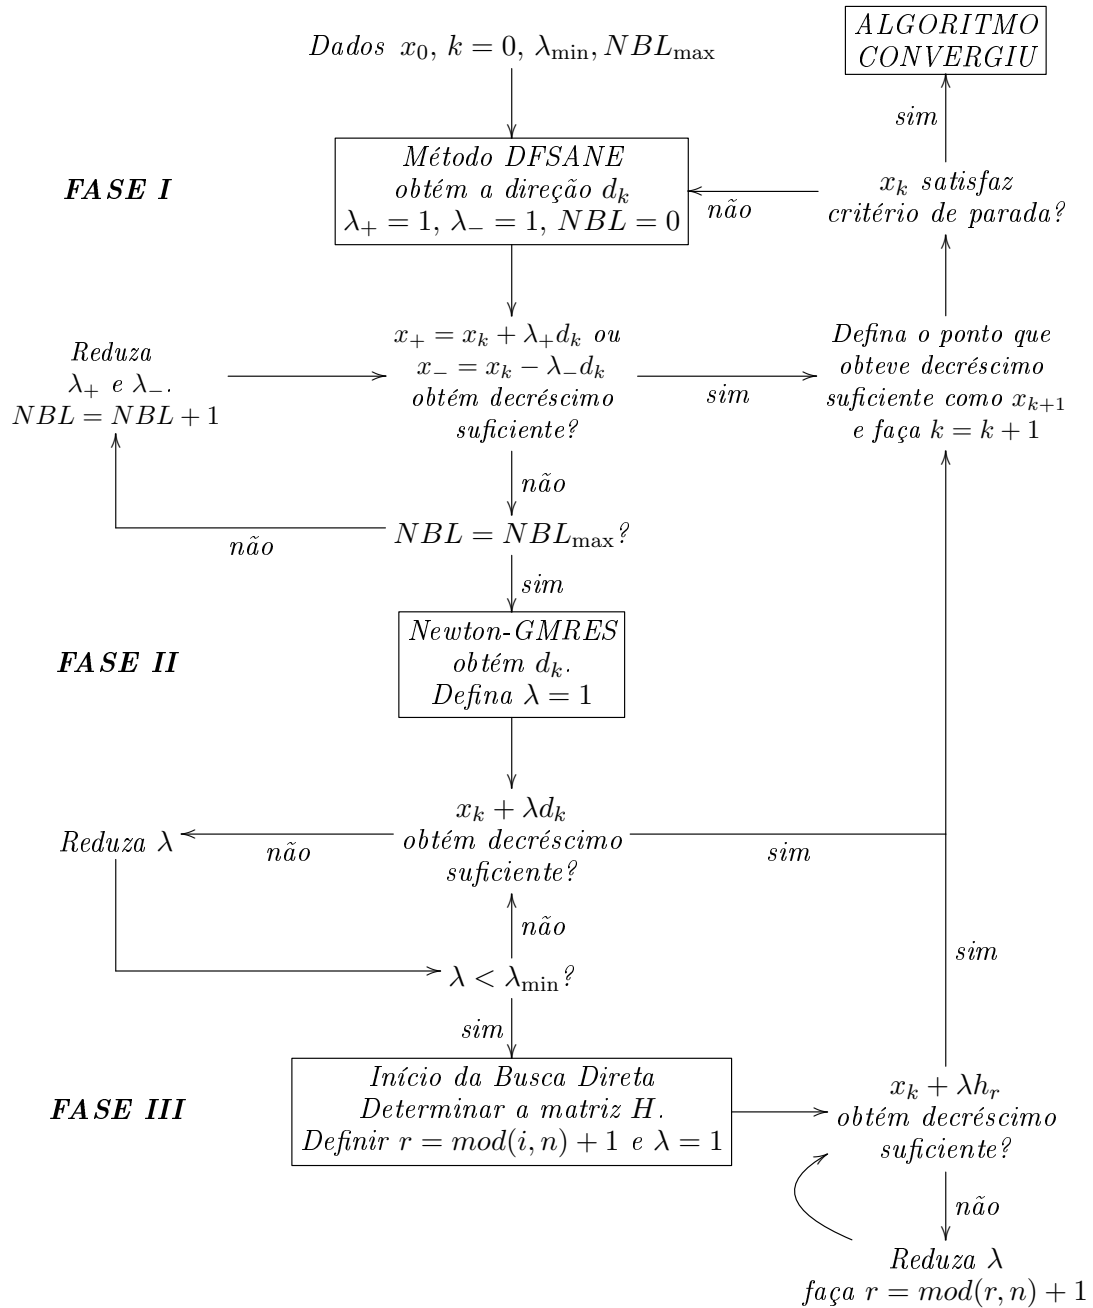 Dados x₀, k = 0, λ_min, NBL_max
ALGORITMO
CONVERGIU
sim
FASE I
Método DFSANE
obtém a direção d_k
λ₊ = 1, λ₋ = 1, NBL = 0
não
x_k satisfaz
critério de parada?
Reduza
λ₊ e λ₋.
NBL = NBL + 1
x₊ = x_k + λ₊d_k ou
x₋ = x_k − λ₋d_k
obtém decréscimo
suficiente?
sim
Defina o ponto que
obteve decréscimo
suficiente como x_{k+1}
e faça k = k + 1
não
NBL = NBL_max?
não
sim
FASE II
Newton-GMRES
obtém d_k.
Defina λ = 1
Reduza λ
não
x_k + λd_k
obtém decréscimo
suficiente?
sim
não
λ < λ_min?
sim
sim
FASE III
Início da Busca Direta
Determinar a matriz H.
Definir r = mod(i, n) + 1 e λ = 1
x_k + λh_r
obtém decréscimo
suficiente?
não
Reduza λ
faça r = mod(r, n) + 1